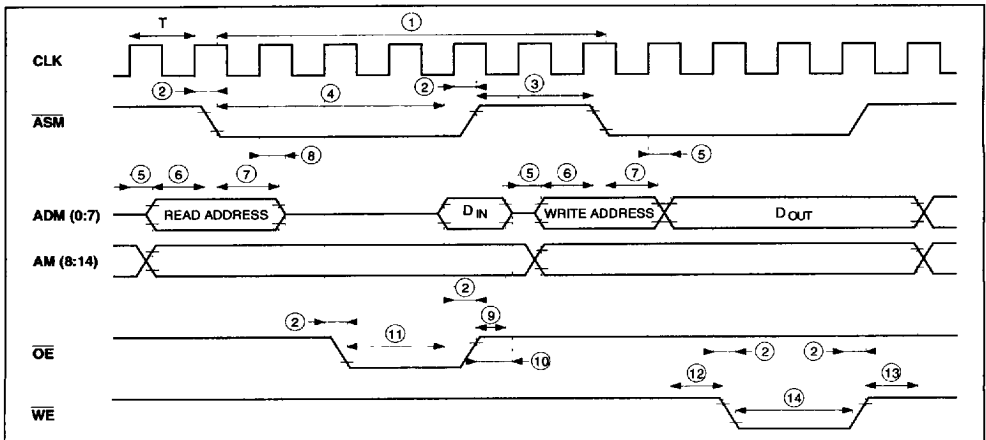 T ①
CLK
② ④ ② ③
ASM
⑧ ⑤
⑤ ⑥ ⑦ ⑤ ⑥ ⑦
ADM (0:7) READ ADDRESS D IN WRITE ADDRESS D OUT
AM (8:14)
②
② ⑪ ⑨
OE ⑩ ② ②
⑫ ⑬
WE ⑭